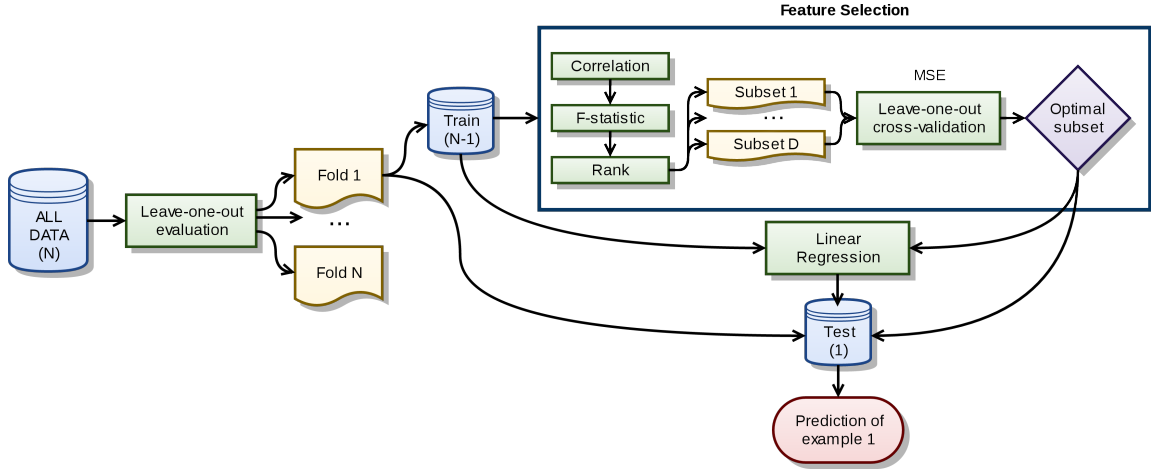 Feature Selection
Correlation
F-statistic
Rank
Subset 1
...
Subset D
MSE
Leave-one-out
cross-validation
Optimal
subset
Train
(N-1)
ALL
DATA
(N)
Leave-one-out
evaluation
Fold 1
...
Fold N
Linear
Regression
Test
(1)
Prediction of
example 1